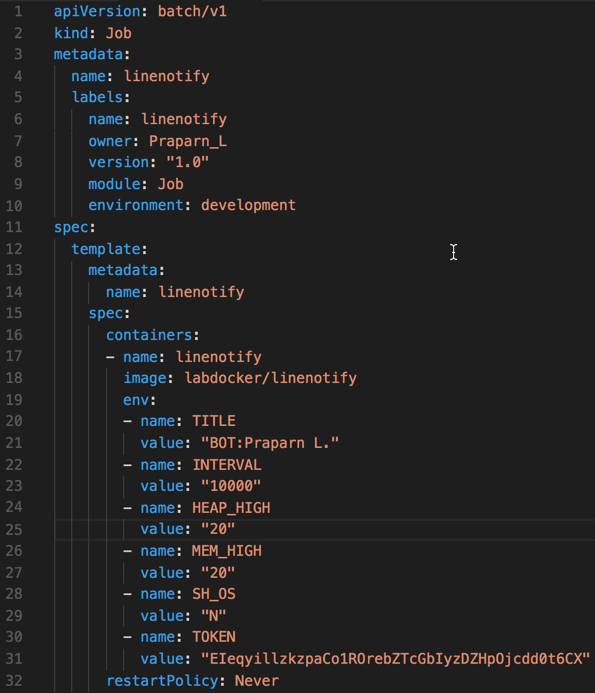 1 apiVersion: batch/v1
2 kind: Job
3 metadata:
4   name: linenotify
5   labels:
6     name: linenotify
7     owner: Praparn_L
8     version: "1.0"
9     module: Job
10     environment: development
11 spec:
12   template:
13     metadata:
14       name: linenotify
15     spec:
16       containers:
17       - name: linenotify
18         image: labdocker/linenotify
19         env:
20         - name: TITLE
21           value: "BOT:Praparn L."
22         - name: INTERVAL
23           value: "10000"
24         - name: HEAP_HIGH
25           value: "20"
26         - name: MEM_HIGH
27           value: "20"
28         - name: SH_OS
29           value: "N"
30         - name: TOKEN
31           value: "EIeqyillzkzpaCo1ROrebZTcGbIyzDZHpOjcdd0t6CX"
32       restartPolicy: Never